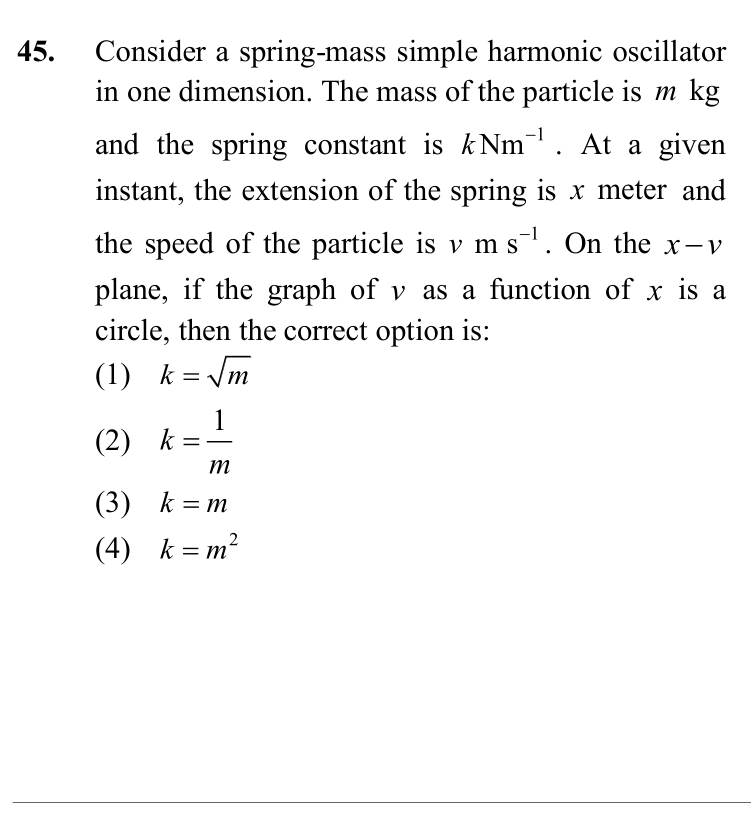 45. Consider a spring-mass simple harmonic oscillator
in one dimension. The mass of the particle is m kg
and the spring constant is k Nm⁻¹ . At a given
instant, the extension of the spring is x meter and
the speed of the particle is v m s⁻¹. On the x−v
plane, if the graph of v as a function of x is a
circle, then the correct option is:
(1) k = √m
(2) k = 1/m
(3) k = m
(4) k = m²